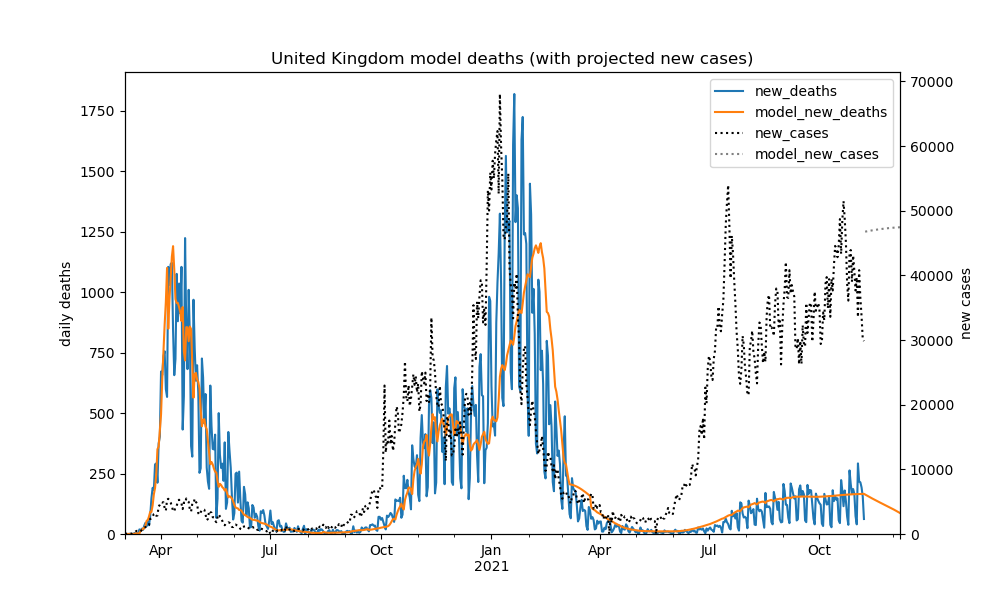 United Kingdom model deaths (with projected new cases)
new_deaths
model_new_deaths
new_cases
model_new_cases
daily deaths
1750
1500
1250
1000
750
500
250
0
70000
60000
50000
40000
30000
20000
10000
0
new cases
Apr Jul Oct Jan Apr Jul Oct
2021